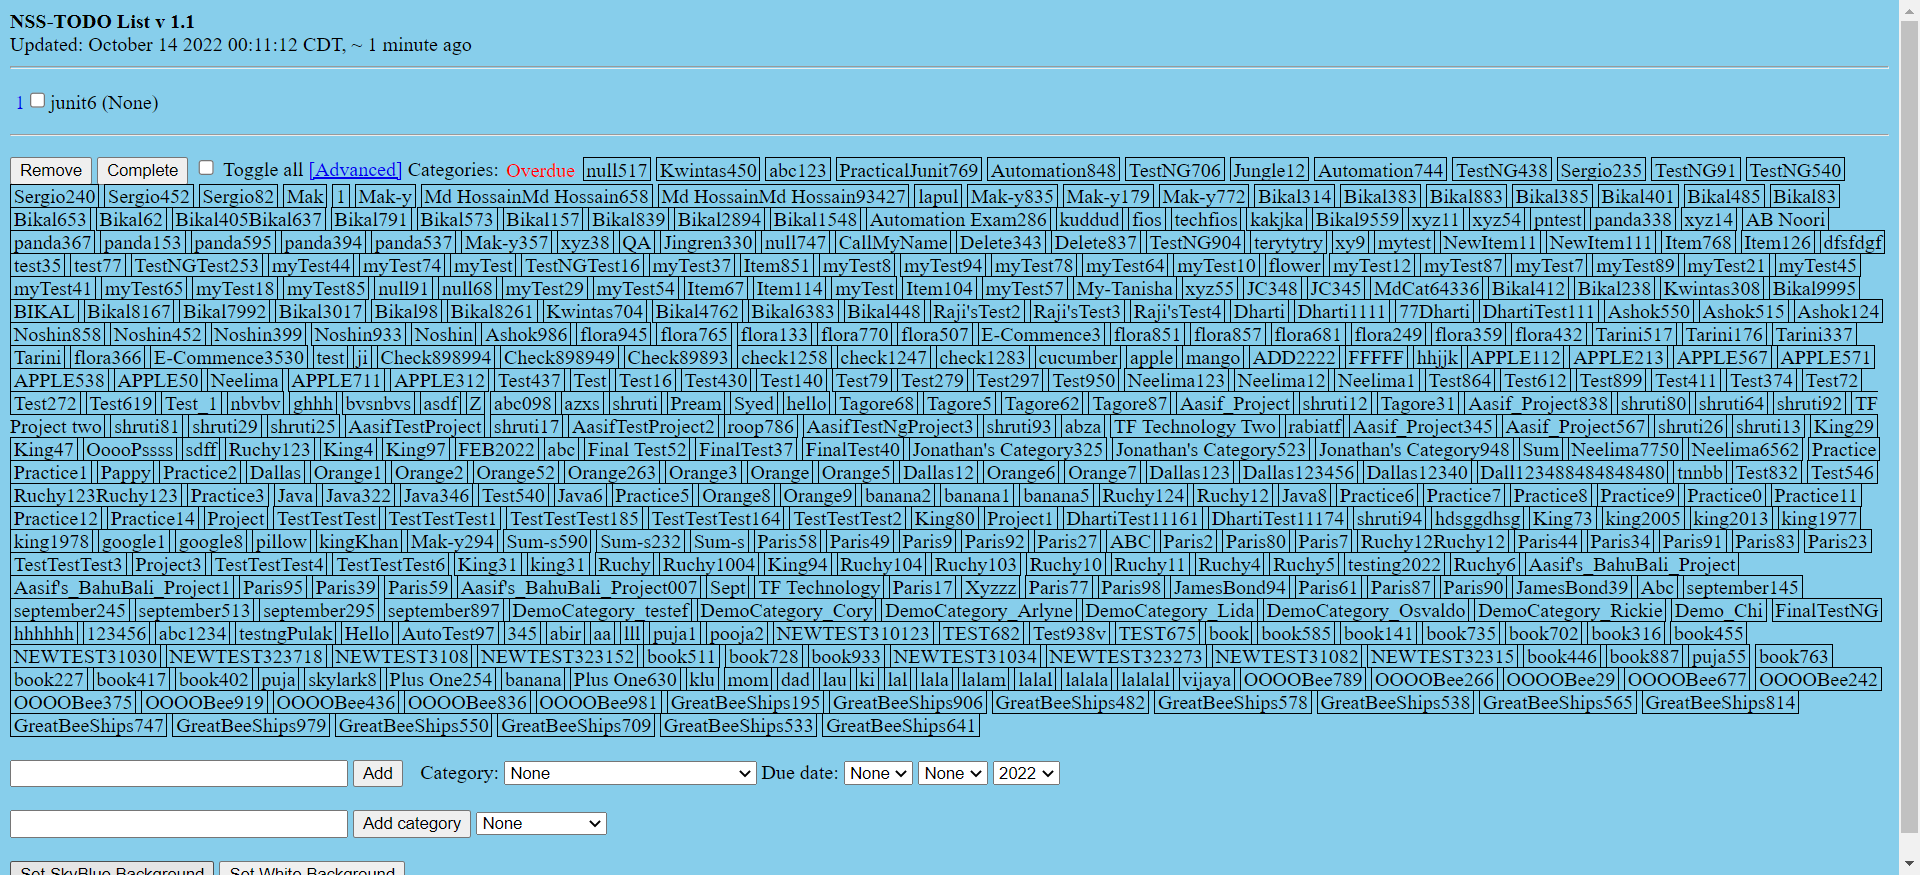 NSS-TODO List v 1.1
Updated: October 14 2022 00:11:12 CDT, ~ 1 minute ago
1 junit6 (None)
Remove Complete Toggle all [Advanced] Categories: Overdue null517 Kwintas450 abc123 PracticalJunit769 Automation848 TestNG706 Jungle12 Automation744 TestNG438 Sergio235 TestNG91 TestNG540
Sergio240 Sergio452 Sergio82 Mak 1 Mak-y Md HossainMd Hossain658 Md HossainMd Hossain93427 lapul Mak-y835 Mak-y179 Mak-y772 Bikal314 Bikal383 Bikal883 Bikal385 Bikal401 Bikal485 Bikal83
Bikal653 Bikal62 Bikal405Bikal637 Bikal791 Bikal573 Bikal157 Bikal839 Bikal2894 Bikal1548 Automation Exam286 kuddud fios techfios kakjka Bikal9559 xyz11 xyz54 pntest panda338 xyz14 AB Noori
panda367 panda153 panda595 panda394 panda537 Mak-y357 xyz38 QA Jingren330 null747 CallMyName Delete343 Delete837 TestNG904 terytytry xy9 mytest NewItem11 NewItem111 Item768 Item126 dfsfdgf
test35 test77 TestNGTest253 myTest44 myTest74 myTest TestNGTest16 myTest37 Item851 myTest8 myTest94 myTest78 myTest64 myTest10 flower myTest12 myTest87 myTest7 myTest89 myTest21 myTest45
myTest41 myTest65 myTest18 myTest85 null91 null68 myTest29 myTest54 Item67 Item114 myTest Item104 myTest57 My-Tanisha xyz55 JC348 JC345 MdCat64336 Bikal412 Bikal238 Kwintas308 Bikal9995
BIKAL Bikal8167 Bikal7992 Bikal3017 Bikal98 Bikal8261 Kwintas704 Bikal4762 Bikal6383 Bikal448 Raji'sTest2 Raji'sTest3 Raji'sTest4 Dharti Dharti1111 77Dharti DhartiTest111 Ashok550 Ashok515 Ashok124
Noshin858 Noshin452 Noshin399 Noshin933 Noshin Ashok986 flora945 flora765 flora133 flora770 flora507 E-Commence3 flora851 flora857 flora681 flora249 flora359 flora432 Tarini517 Tarini176 Tarini337
Tarini flora366 E-Commence3530 test ji Check898994 Check898949 Check89893 check1258 check1247 check1283 cucumber apple mango ADD2222 FFFFF hhjjk APPLE112 APPLE213 APPLE567 APPLE571
APPLE538 APPLE50 Neelima APPLE711 APPLE312 Test437 Test Test16 Test430 Test140 Test79 Test279 Test297 Test950 Neelima123 Neelima12 Neelima1 Test864 Test612 Test899 Test411 Test374 Test72
Test272 Test619 Test_1 nbvbv ghhh bvsnbvs asdf Z abc098 azxs shruti Pream Syed hello Tagore68 Tagore5 Tagore62 Tagore87 Aasif_Project shruti12 Tagore31 Aasif_Project838 shruti80 shruti64 shruti92 TF
Project two shruti81 shruti29 shruti25 AasifTestProject shruti17 AasifTestProject2 roop786 AasifTestNgProject3 shruti93 abza TF Technology Two rabiatf Aasif_Project345 Aasif_Project567 shruti26 shruti13 King29
King47 OoooPssss sdff Ruchy123 King4 King97 FEB2022 abc Final Test52 FinalTest37 FinalTest40 Jonathan's Category325 Jonathan's Category523 Jonathan's Category948 Sum Neelima7750 Neelima6562 Practice
Practice1 Pappy Practice2 Dallas Orange1 Orange2 Orange52 Orange263 Orange3 Orange Orange5 Dallas12 Orange6 Orange7 Dallas123 Dallas123456 Dallas12340 Dall123488484848480 tnnbb Test832 Test546
Ruchy123Ruchy123 Practice3 Java Java322 Java346 Test540 Java6 Practice5 Orange8 Orange9 banana2 banana1 banana5 Ruchy124 Ruchy12 Java8 Practice6 Practice7 Practice8 Practice9 Practice0 Practice11
Practice12 Practice14 Project TestTestTest TestTestTest1 TestTestTest185 TestTestTest164 TestTestTest2 King80 Project1 DhartiTest11161 DhartiTest11174 shruti94 hdsggdhsg King73 king2005 king2013 king1977
king1978 google1 google8 pillow kingKhan Mak-y294 Sum-s590 Sum-s232 Sum-s Paris58 Paris49 Paris9 Paris92 Paris27 ABC Paris2 Paris80 Paris7 Ruchy12Ruchy12 Paris44 Paris34 Paris91 Paris83 Paris23
TestTestTest3 Project3 TestTestTest4 TestTestTest6 King31 king31 Ruchy Ruchy1004 King94 Ruchy104 Ruchy103 Ruchy10 Ruchy11 Ruchy4 Ruchy5 testing2022 Ruchy6 Aasif's_BahuBali_Project
Aasif's_BahuBali_Project1 Paris95 Paris39 Paris59 Aasif's_BahuBali_Project007 Sept TF Technology Paris17 Xyzzz Paris77 Paris98 JamesBond94 Paris61 Paris87 Paris90 JamesBond39 Abc september145
september245 september513 september295 september897 DemoCategory_testef DemoCategory_Cory DemoCategory_Arlyne DemoCategory_Lida DemoCategory_Osvaldo DemoCategory_Rickie Demo_Chi FinalTestNG
hhhhhh 123456 abc1234 testngPulak Hello AutoTest97 345 abir aa lll puja1 pooja2 NEWTEST310123 TEST682 Test938v TEST675 book book585 book141 book735 book702 book316 book455
NEWTEST31030 NEWTEST323718 NEWTEST3108 NEWTEST323152 book511 book728 book933 NEWTEST31034 NEWTEST323273 NEWTEST31082 NEWTEST32315 book446 book887 puja55 book763
book227 book417 book402 puja skylark8 Plus One254 banana Plus One630 klu mom dad lau ki lal lala lalam lalal lalala lalalal vijaya OOOOBee789 OOOOBee266 OOOOBee29 OOOOBee677 OOOOBee242
OOOOBee375 OOOOBee919 OOOOBee436 OOOOBee836 OOOOBee981 GreatBeeShips195 GreatBeeShips906 GreatBeeShips482 GreatBeeShips578 GreatBeeShips538 GreatBeeShips565 GreatBeeShips814
GreatBeeShips747 GreatBeeShips979 GreatBeeShips550 GreatBeeShips709 GreatBeeShips533 GreatBeeShips641
Add Category: None Due date: None None 2022
Add category None
Set SkyBlue Background Set White Background